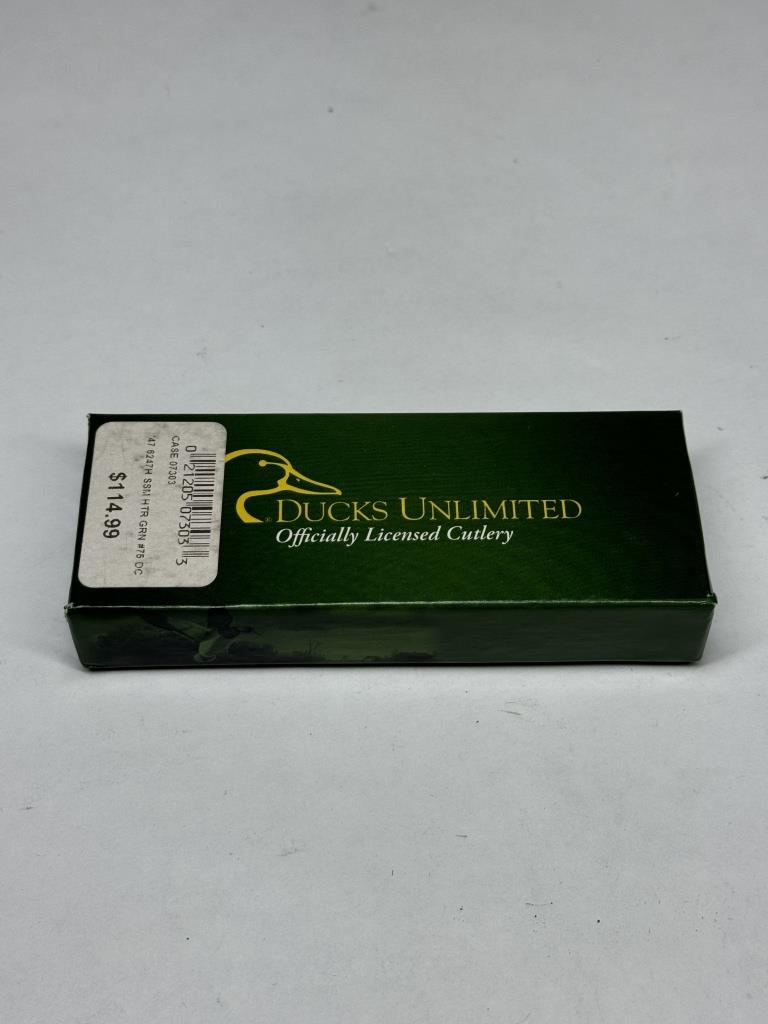 DUCKS UNLIMITED
®
Officially Licensed Cutlery
0 21205 07303 3
CASE 07303
'47 6247H SSM HTR GRN #75 DC
$114.99